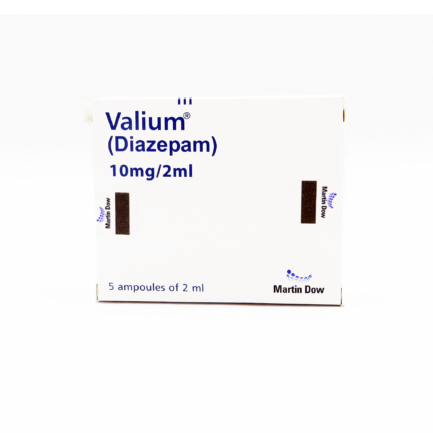 Valium®
(Diazepam)
10mg/2ml
Martin Dow
Martin Dow
5 ampoules of 2 ml
Martin Dow